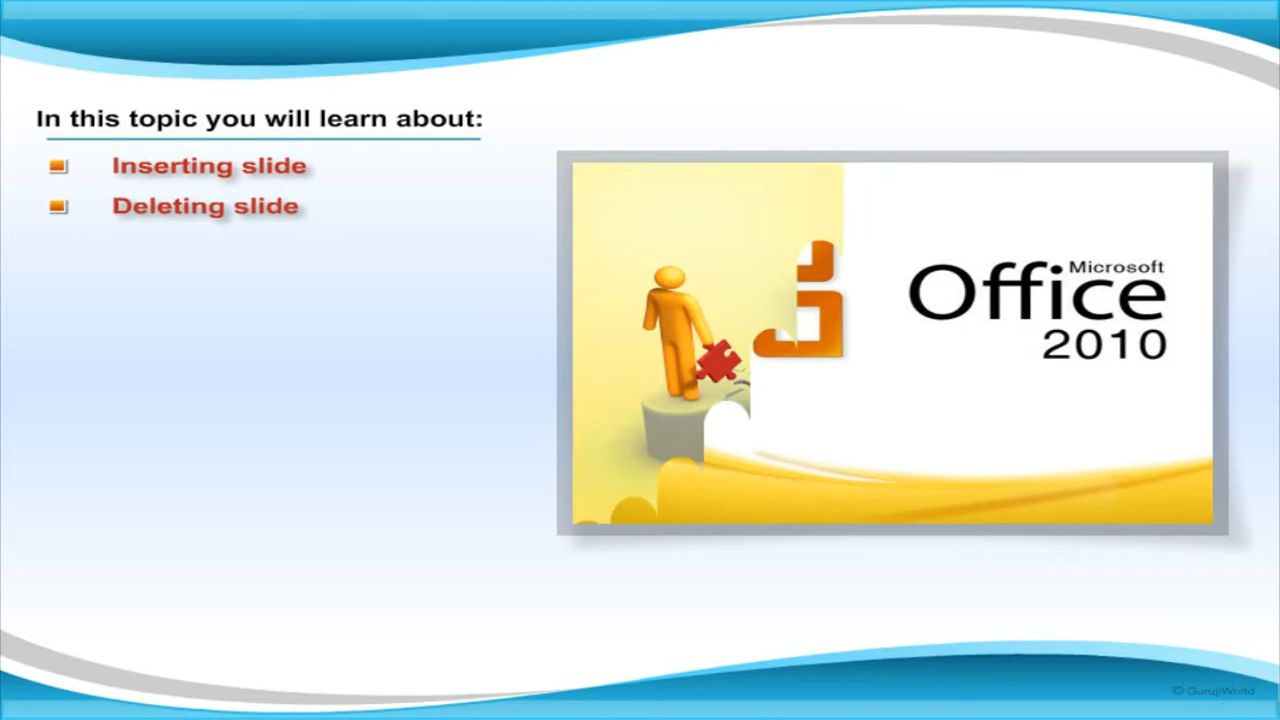 In this topic you will learn about:
Inserting slide
Deleting slide
Microsoft
Office
2010
© GurujiWorld